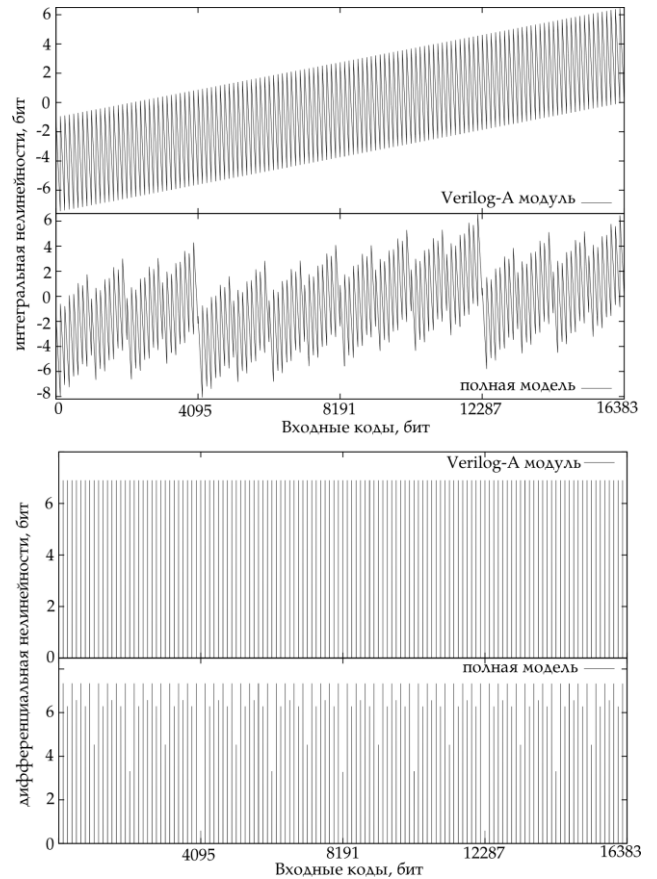 интегральная нелинейности, бит
6
4
2
0
-2
-4
-6
Verilog-A модуль
6
4
2
0
-2
-4
-6
-8
полная модель
0 4095 8191 12287 16383
Входные коды, бит
дифференциальная нелинейности, бит
6
4
2
0
Verilog-A модуль
6
4
2
0
полная модель
4095 8191 12287 16383
Входные коды, бит